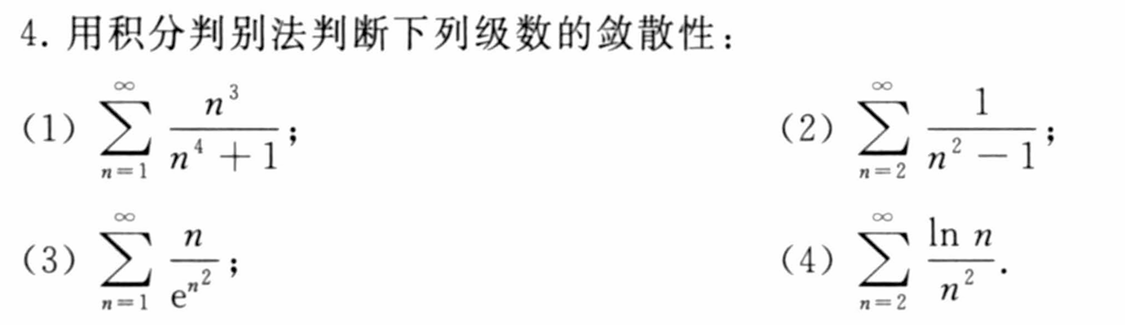 4. 用积分判别法判断下列级数的敛散性：
(1) $\sum_{n=1}^{\infty} \frac{n^3}{n^4+1}$; (2) $\sum_{n=2}^{\infty} \frac{1}{n^2-1}$;
(3) $\sum_{n=1}^{\infty} \frac{n}{e^{n^2}}$; (4) $\sum_{n=2}^{\infty} \frac{\ln n}{n^2}$.